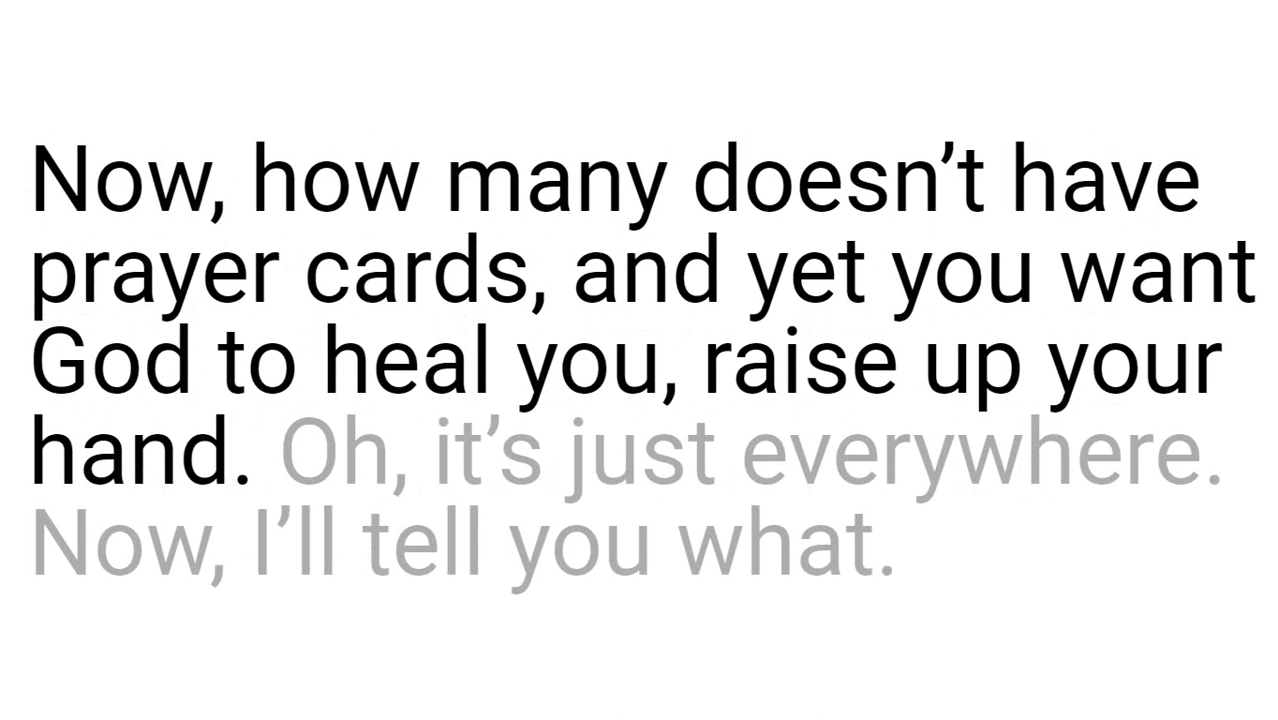 Now, how many doesn’t have
prayer cards, and yet you want
God to heal you, raise up your
hand. Oh, it’s just everywhere.
Now, I’ll tell you what.